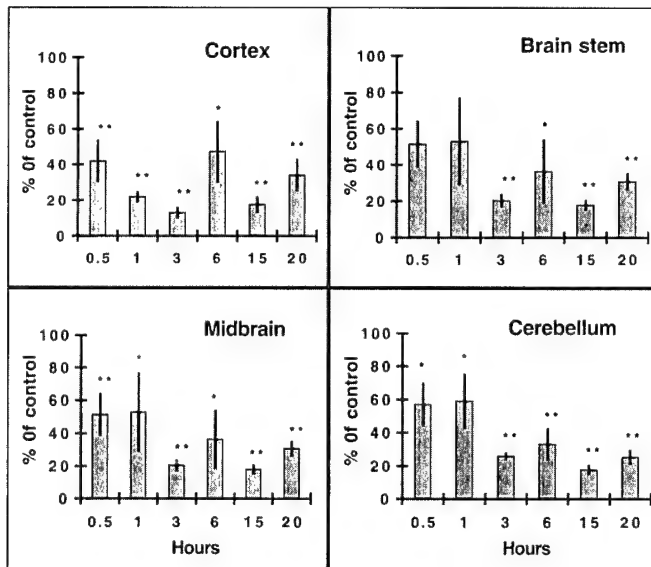 Cortex
% 0f control
100
80
60
40
20
0
** ** ** * ** **
0.5 1 3 6 15 20
Brain stem
% 0f control
100
80
60
40
20
0
** * ** **
0.5 1 3 6 15 20
Midbrain
% 0f control
100
80
60
40
20
0
** * ** * ** **
0.5 1 3 6 15 20
Hours
Cerebellum
% 0f control
100
80
60
40
20
0
* * ** ** ** **
0.5 1 3 6 15 20
Hours